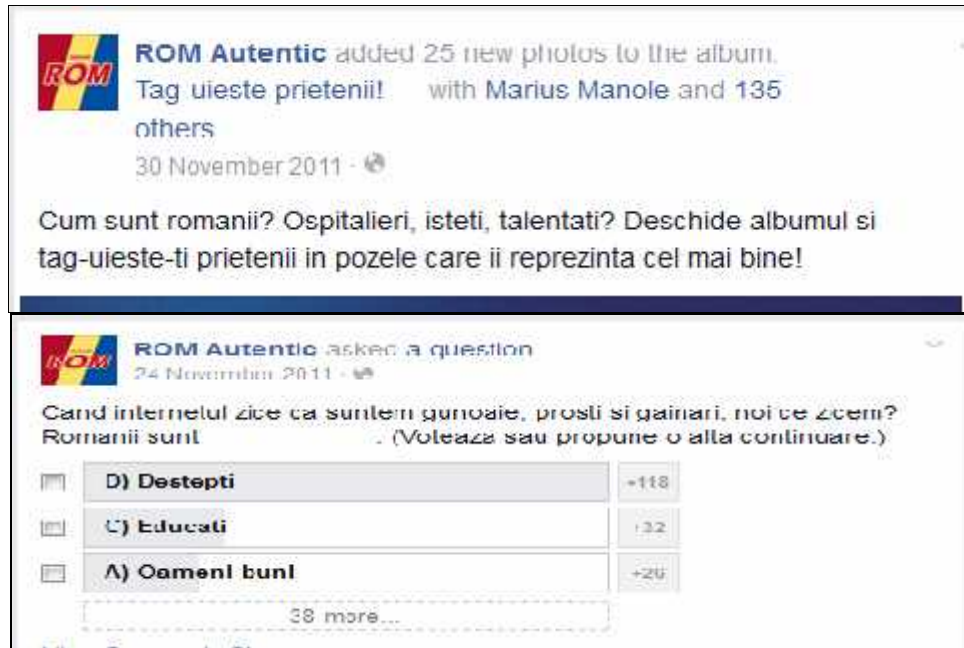 ROM
ROM Autentic added 25 new photos to the album.
Tag uieste prietenii! with Marius Manole and 135
others
30 November 2011 ·
Cum sunt romanii? Ospitalieri, isteti, talentati? Deschide albumul si
tag-uieste-ti prietenii in pozele care ii reprezinta cel mai bine!
ROM
ROM Autentic asked a question
24 November 2011 ·
Cand internetul zice ca suntem gunoaie, prosti si gainari, noi ce zicem?
Romanii sunt . (Voteaza sau propune o alta continuare.)
D) Destepti +118
C) Educati +32
A) Oameni buni
38 more...